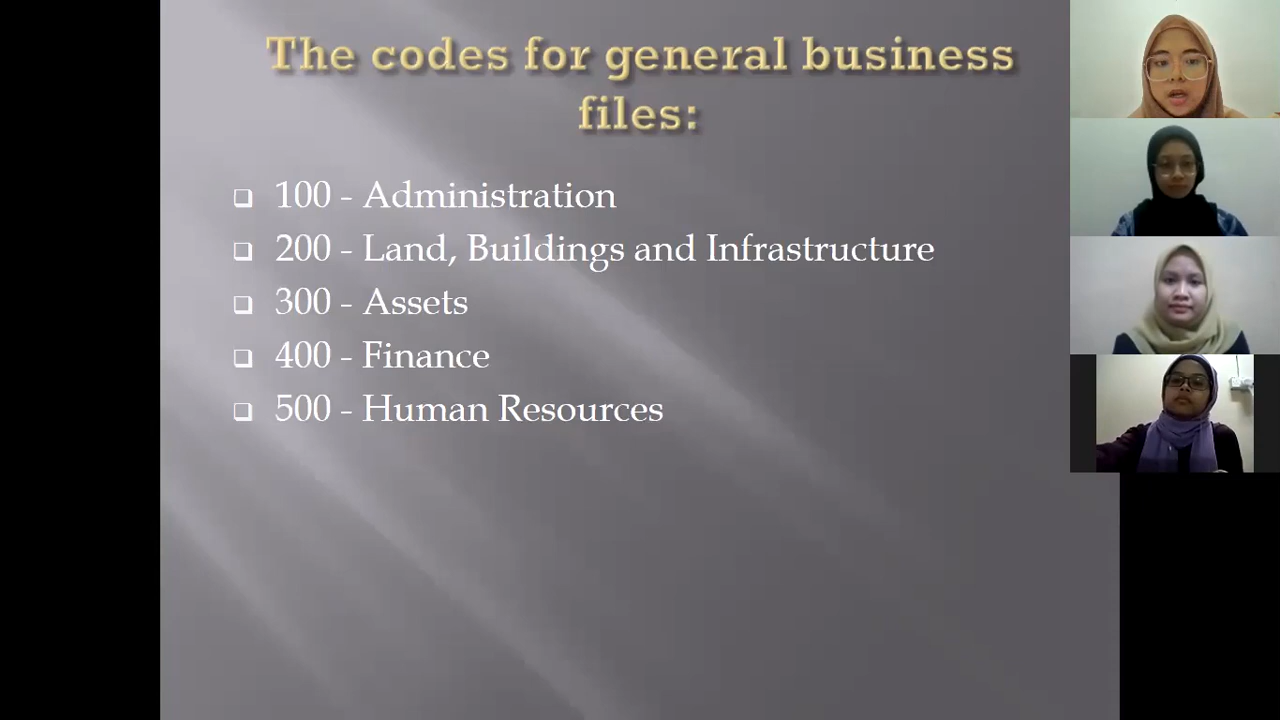 The codes for general business
files:
100 - Administration
200 - Land, Buildings and Infrastructure
300 - Assets
400 - Finance
500 - Human Resources